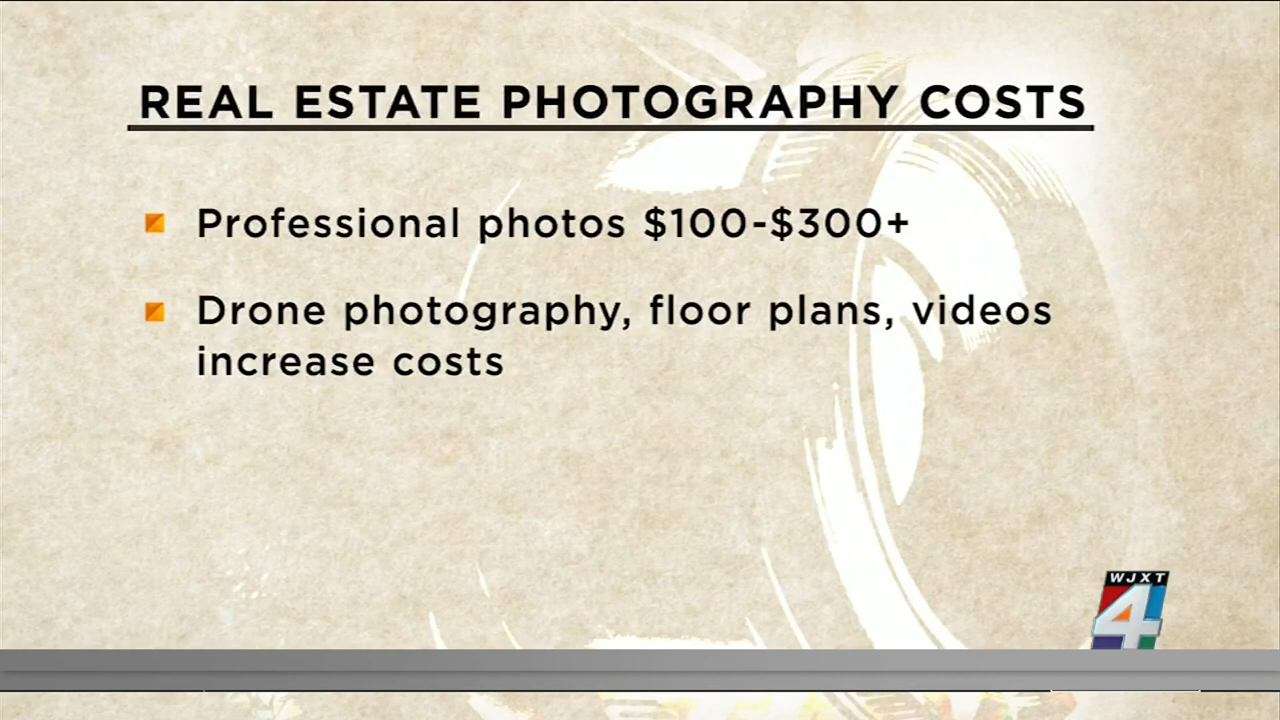 REAL ESTATE PHOTOGRAPHY COSTS
Professional photos $100-$300+
Drone photography, floor plans, videos
increase costs
WJXT
4